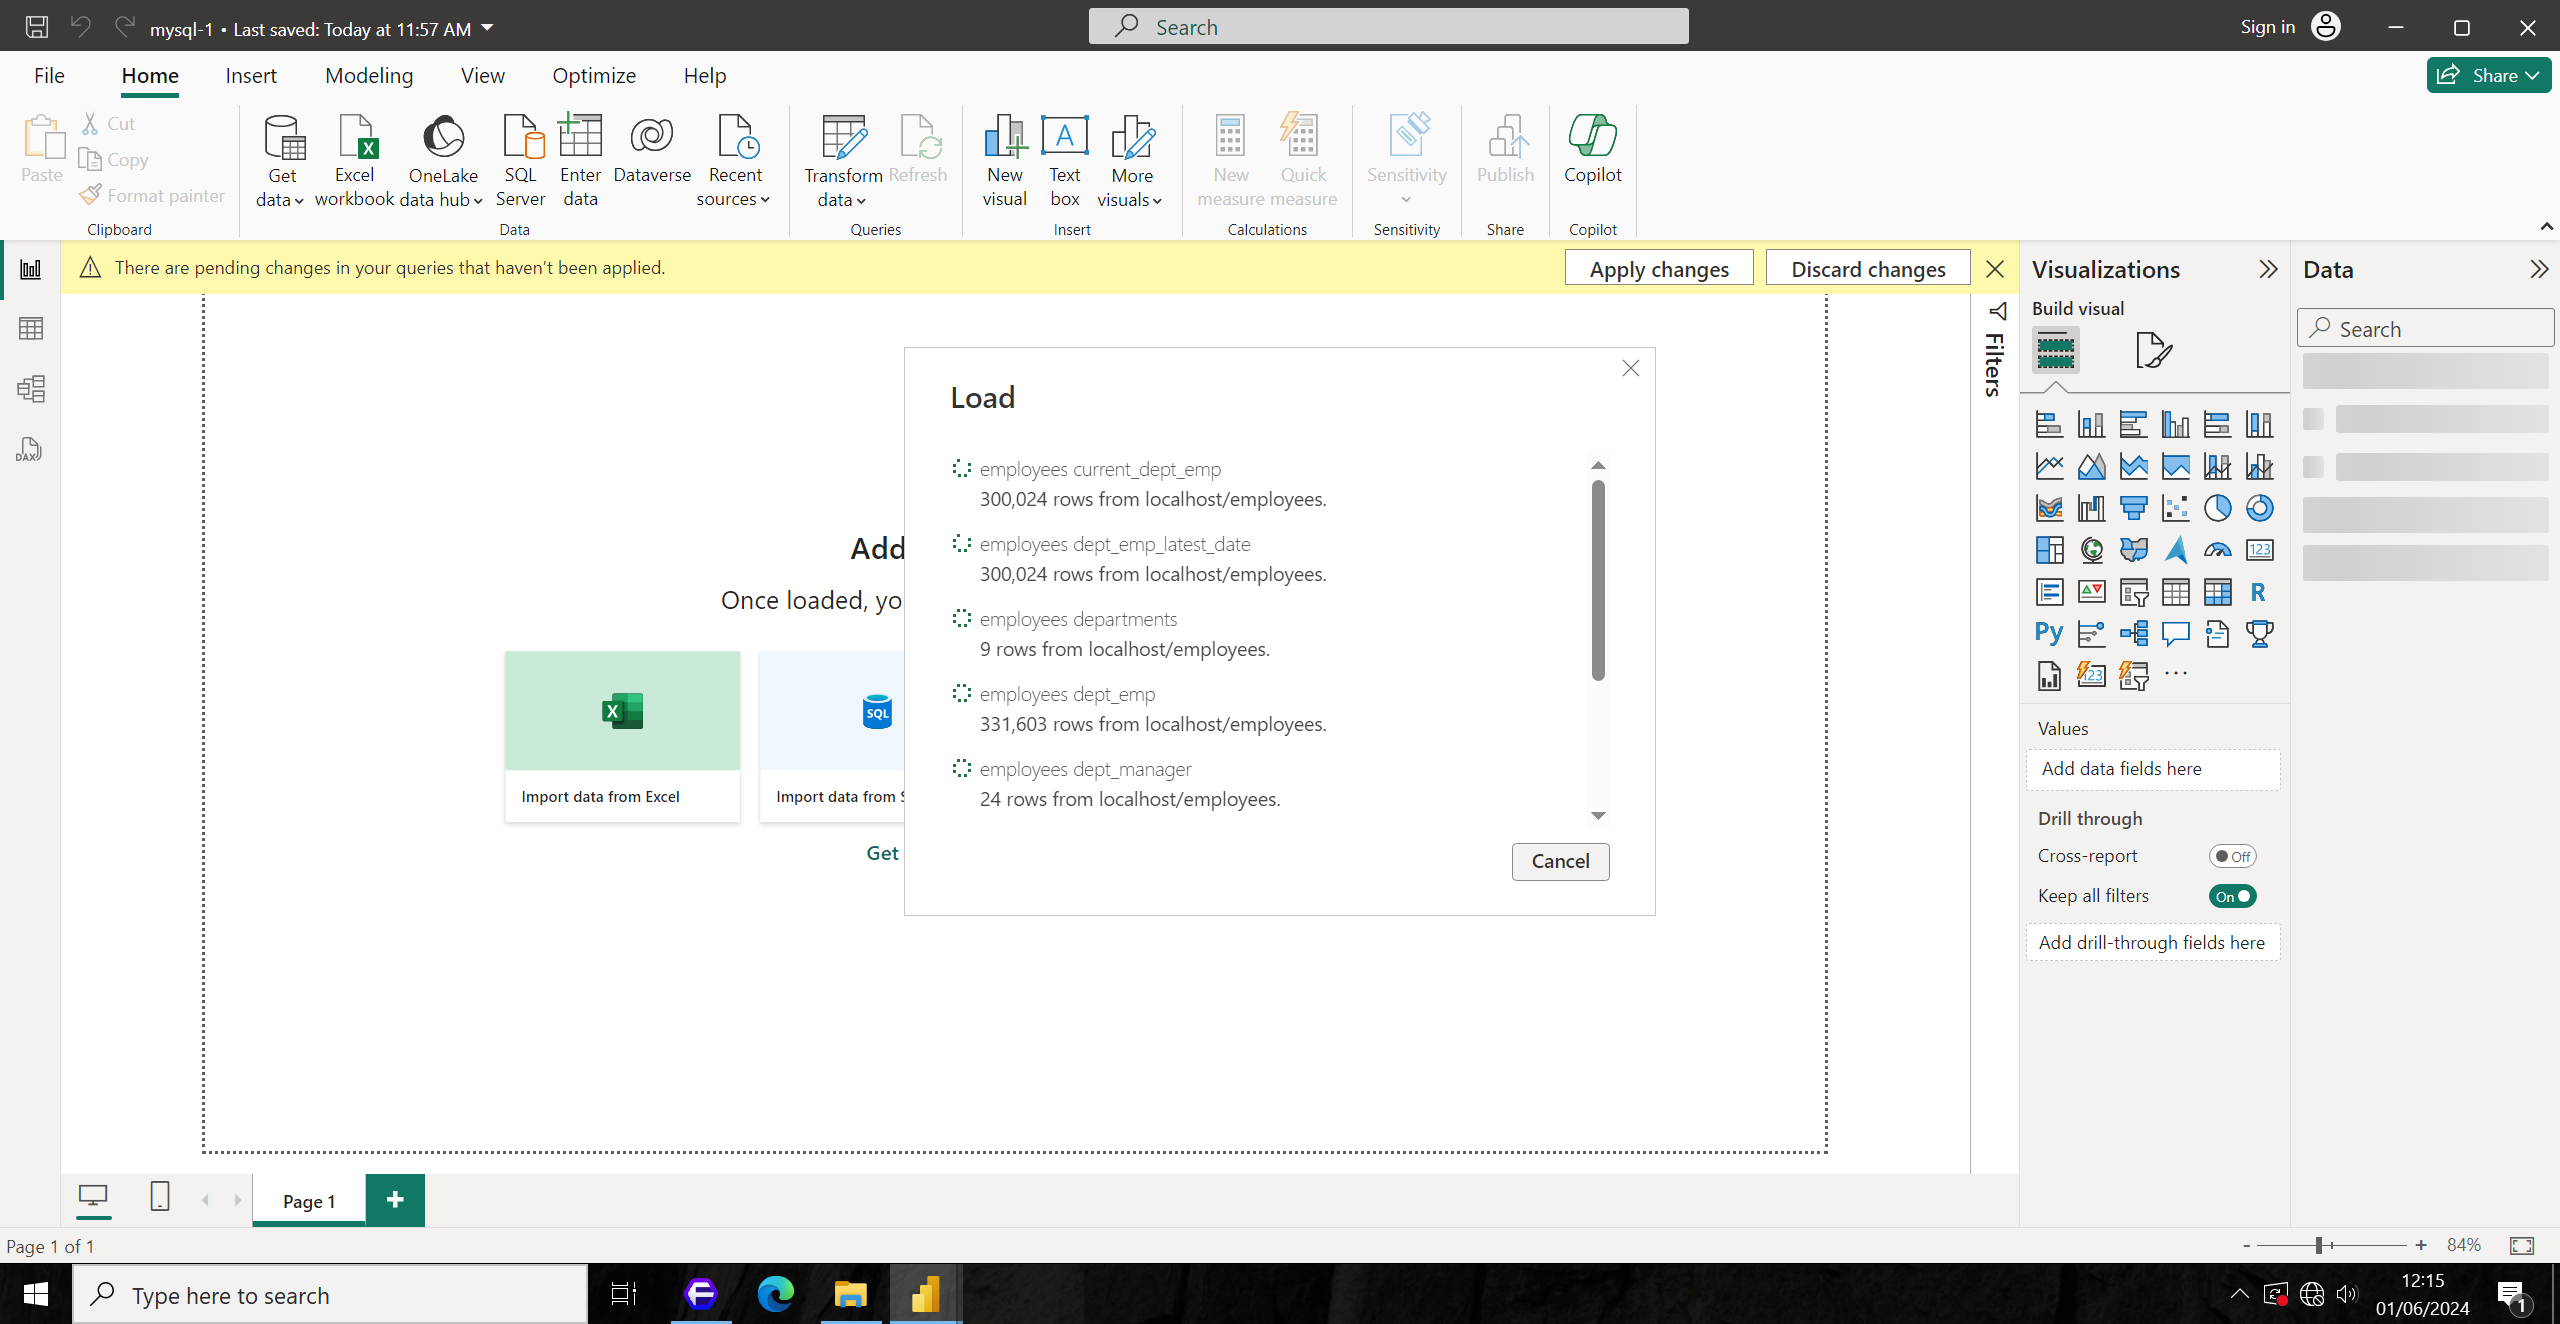 mysql-1 • Last saved: Today at 11:57 AM
Search
Sign in
File Home Insert Modeling View Optimize Help
Share
Paste
Cut
Copy
Format painter
Clipboard
Get data
Excel workbook
OneLake data hub
SQL Server
Enter data
Dataverse
Recent sources
Data
Transform data
Refresh
Queries
New visual
Text box
More visuals
Insert
New measure
Quick measure
Calculations
Sensitivity
Sensitivity
Publish
Share
Copilot
Copilot
There are pending changes in your queries that haven't been applied.
Apply changes
Discard changes
Filters
Load
employees current_dept_emp
300,024 rows from localhost/employees.
employees dept_emp_latest_date
300,024 rows from localhost/employees.
employees departments
9 rows from localhost/employees.
employees dept_emp
331,603 rows from localhost/employees.
employees dept_manager
24 rows from localhost/employees.
Cancel
Add
Once loaded, yo
Import data from Excel
SQL
Import data from S
Get
Visualizations
Build visual
123
R
Py
123
Values
Add data fields here
Drill through
Cross-report
Off
Keep all filters
On
Add drill-through fields here
Data
Search
DAX
Page 1
Page 1 of 1
- + 84%
Type here to search
12:15
01/06/2024
1